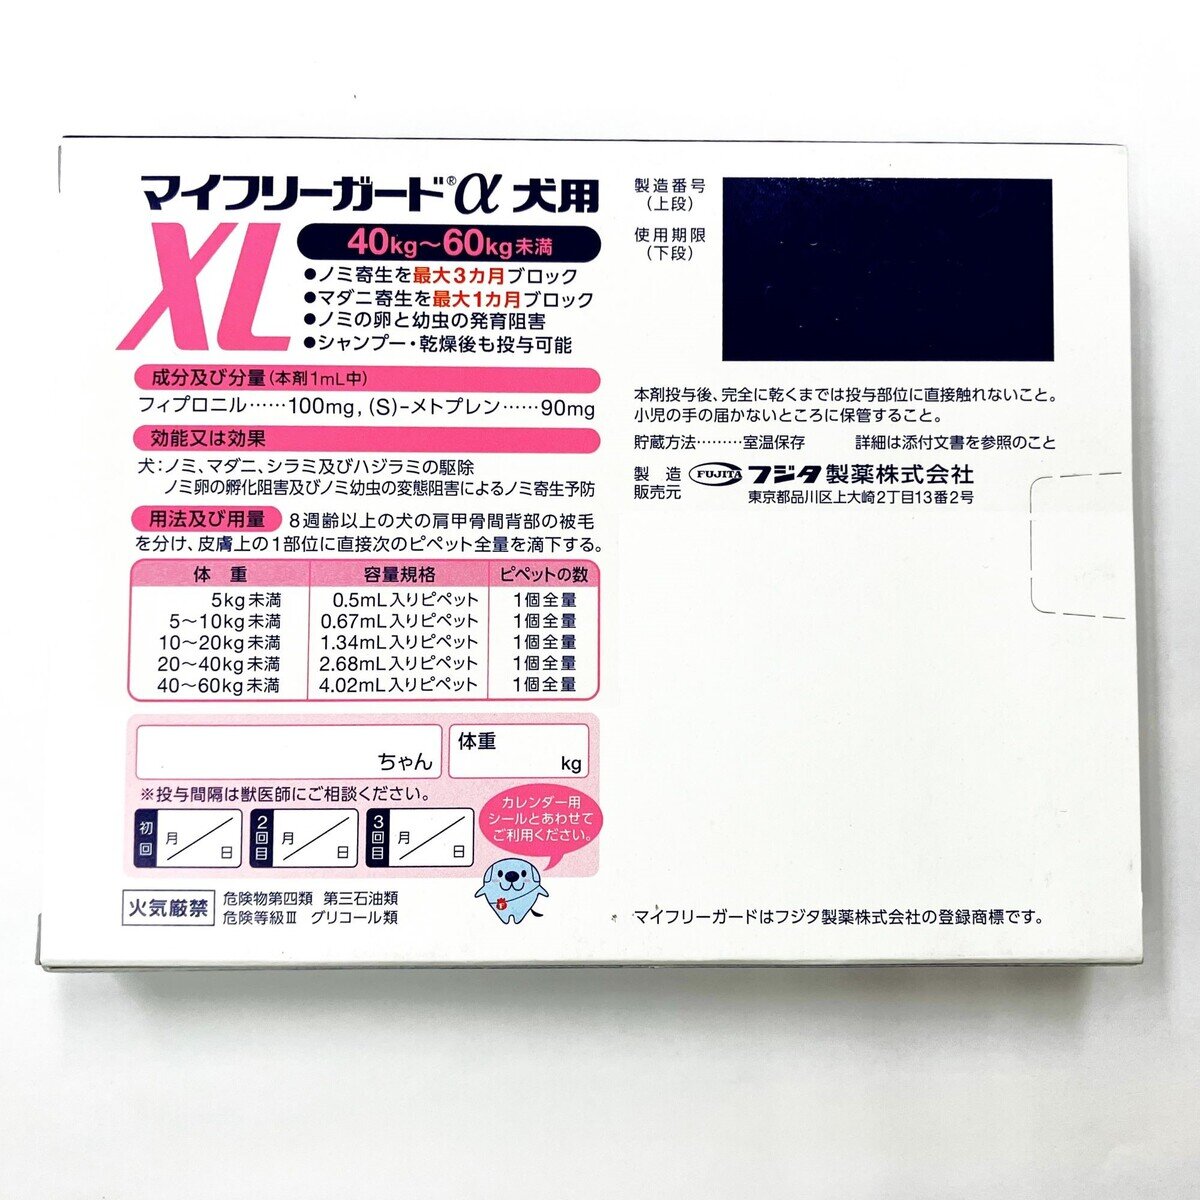 マイフリーガード®α 犬用
XL
40kg～60kg未満
●ノミ寄生を最大3カ月ブロック
●マダニ寄生を最大1カ月ブロック
●ノミの卵と幼虫の発育阻害
●シャンプー・乾燥後も投与可能
成分及び分量(本剤1mL中)
フィプロニル……100mg, (S)-メトプレン……90mg
効能又は効果
犬：ノミ、マダニ、シラミ及びハジラミの駆除
ノミ卵の孵化阻害及びノミ幼虫の変態阻害によるノミ寄生予防
用法及び用量 8週齢以上の犬の肩甲骨間背部の被毛
を分け、皮膚上の1部位に直接次のピペット全量を滴下する。
体 重 容量規格 ピペットの数
5kg未満 0.5mL入りピペット 1個全量
5～10kg未満 0.67mL入りピペット 1個全量
10～20kg未満 1.34mL入りピペット 1個全量
20～40kg未満 2.68mL入りピペット 1個全量
40～60kg未満 4.02mL入りピペット 1個全量
ちゃん
体重
kg
※投与間隔は獣医師にご相談ください。
初回 月／日 2回目 月／日 3回目 月／日
カレンダー用
シールとあわせて
ご利用ください。
火気厳禁
危険物第四類 第三石油類
危険等級Ⅲ グリコール類
製造番号
(上段)
使用期限
(下段)
本剤投与後、完全に乾くまでは投与部位に直接触れないこと。
小児の手の届かないところに保管すること。
貯蔵方法………室温保存 詳細は添付文書を参照のこと
製造
販売元
FUJITA フジタ製薬株式会社
東京都品川区上大崎2丁目13番2号
マイフリーガードはフジタ製薬株式会社の登録商標です。